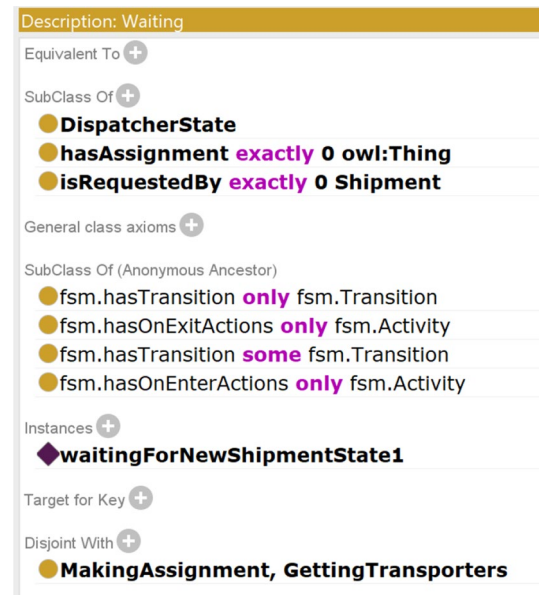 Description: Waiting
Equivalent To
SubClass Of
DispatcherState
hasAssignment exactly 0 owl:Thing
isRequestedBy exactly 0 Shipment
General class axioms
SubClass Of (Anonymous Ancestor)
fsm.hasTransition only fsm.Transition
fsm.hasOnExitActions only fsm.Activity
fsm.hasTransition some fsm.Transition
fsm.hasOnEnterActions only fsm.Activity
Instances
waitingForNewShipmentState1
Target for Key
Disjoint With
MakingAssignment, GettingTransporters